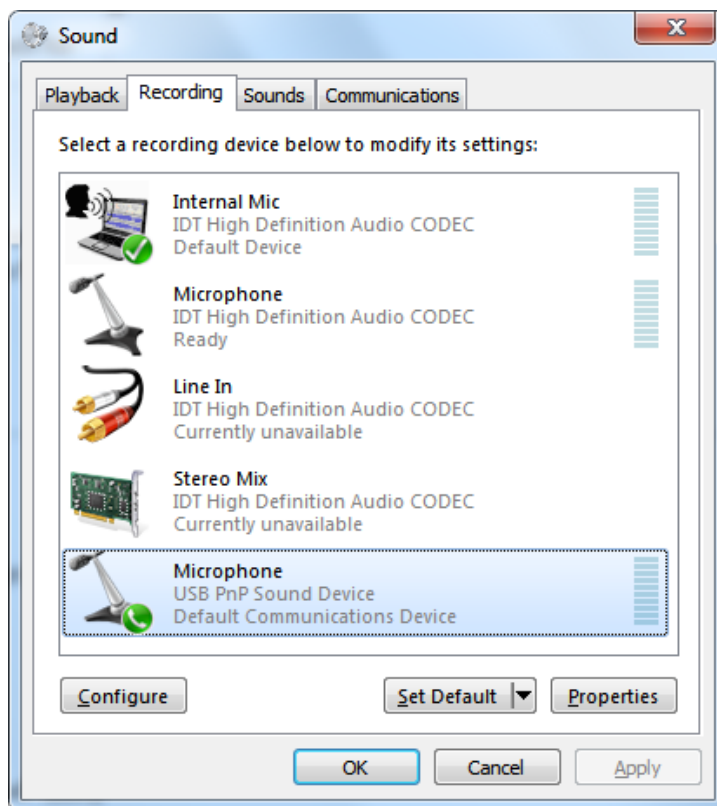 Sound
Playback Recording Sounds Communications
Select a recording device below to modify its settings:
Internal Mic
IDT High Definition Audio CODEC
Default Device
Microphone
IDT High Definition Audio CODEC
Ready
Line In
IDT High Definition Audio CODEC
Currently unavailable
Stereo Mix
IDT High Definition Audio CODEC
Currently unavailable
Microphone
USB PnP Sound Device
Default Communications Device
Configure Set Default Properties
OK Cancel Apply